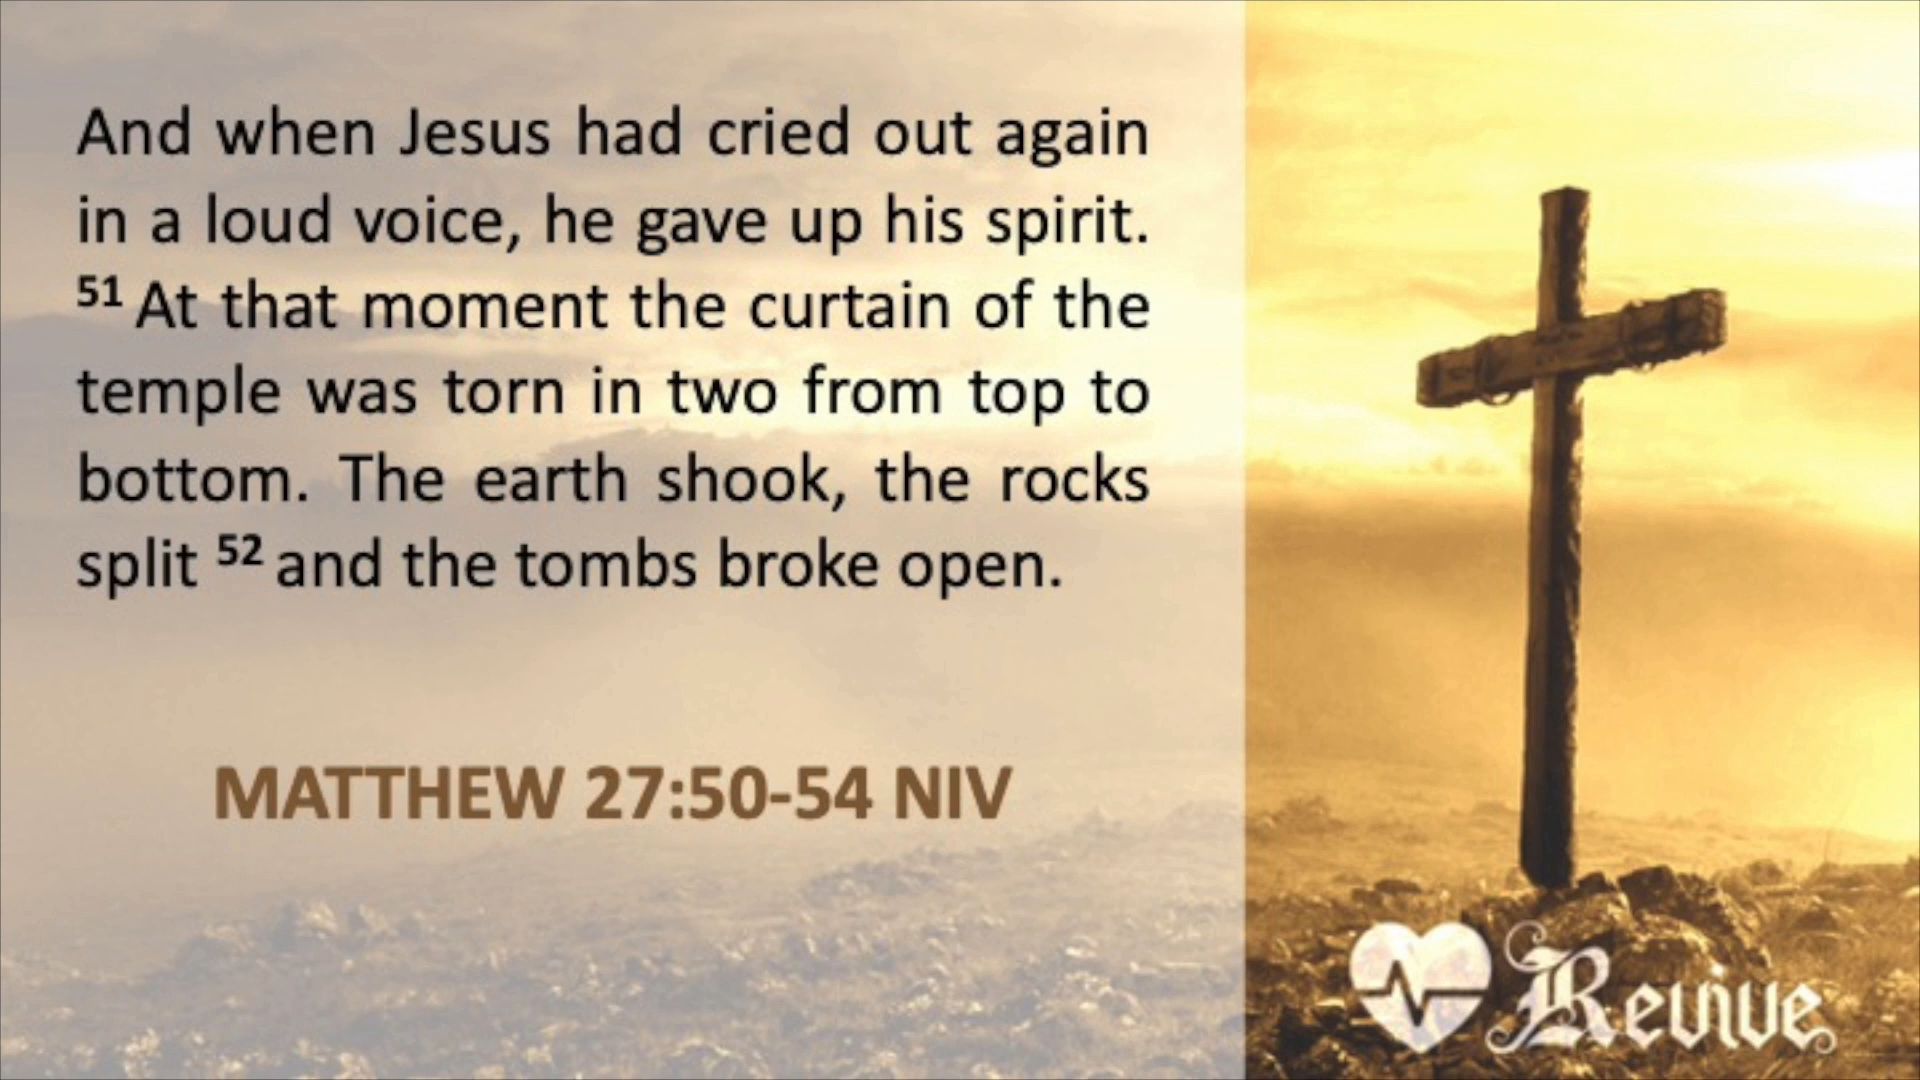 And when Jesus had cried out again
in a loud voice, he gave up his spirit.
51 At that moment the curtain of the
temple was torn in two from top to
bottom. The earth shook, the rocks
split 52 and the tombs broke open.
MATTHEW 27:50-54 NIV
Revive